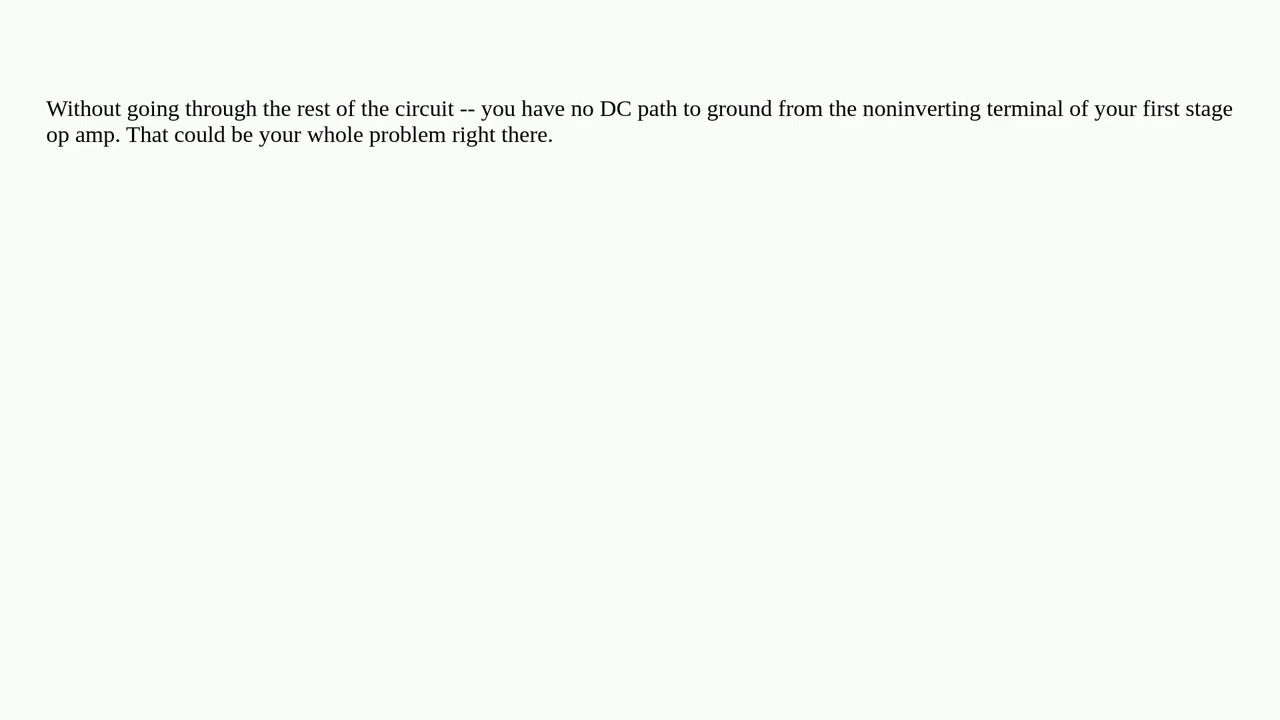 Without going through the rest of the circuit -- you have no DC path to ground from the noninverting terminal of your first stage
op amp. That could be your whole problem right there.